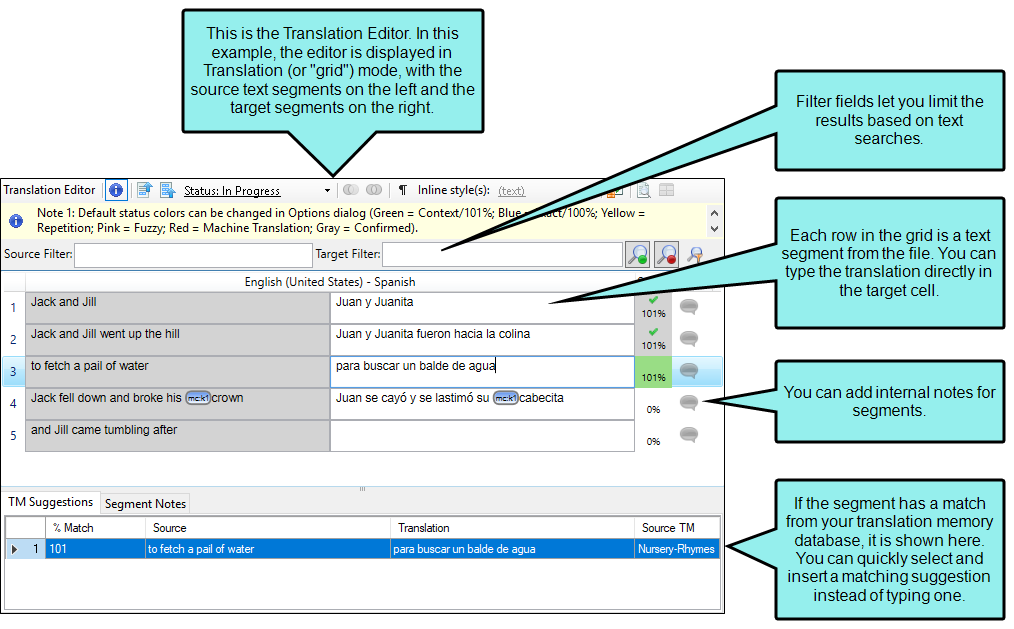 This is the Translation Editor. In this
example, the editor is displayed in
Translation (or "grid") mode, with the
source text segments on the left and the
target segments on the right.
Filter fields let you limit the
results based on text
searches.
Translation Editor Status: In Progress ¶ Inline style(s): (text)
Note 1: Default status colors can be changed in Options dialog (Green = Context/101%; Blue = /100%; Yellow =
Repetition; Pink = Fuzzy; Red = Machine Translation; Gray = Confirmed).
Source Filter: Target Filter:
Each row in the grid is a text
segment from the file. You can
type the translation directly in
the target cell.
English (United States) - Spanish
1 Jack and Jill Juan y Juanita 101%
2 Jack and Jill went up the hill Juan y Juanita fueron hacia la colina 101%
3 to fetch a pail of water para buscar un balde de agua 101%
4 Jack fell down and broke his mc:k1 crown Juan se cayó y se lastimó su mc:k1 cabecita 0%
5 and Jill came tumbling after 0%
You can add internal notes for
segments.
TM Suggestions Segment Notes
% Match Source Translation Source TM
1 101 to fetch a pail of water para buscar un balde de agua Nursery-Rhymes
If the segment has a match
from your translation memory
database, it is shown here.
You can quickly select and
insert a matching suggestion
instead of typing one.